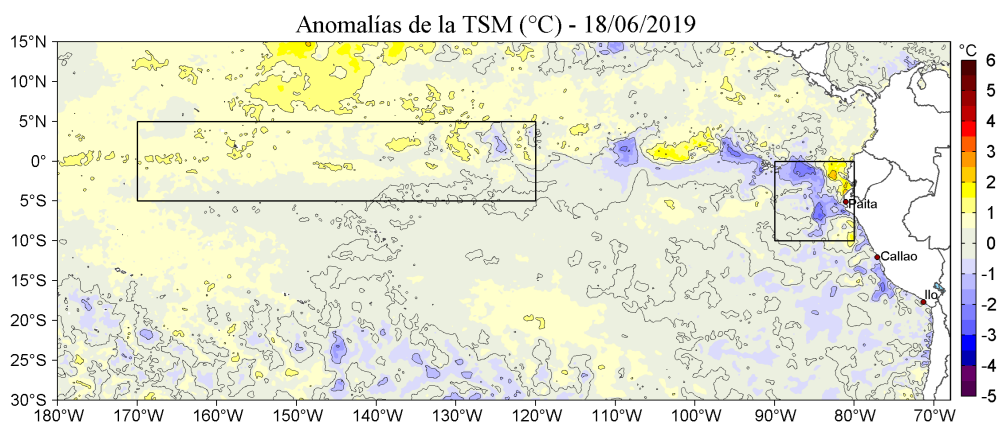 Anomalías de la TSM (°C) - 18/06/2019
15°N
10°N
5°N
0°
5°S
10°S
15°S
20°S
25°S
30°S
180°W
170°W
160°W
150°W
140°W
130°W
120°W
110°W
100°W
90°W
80°W
70°W
Paita
Callao
Ilo
°C
6
5
4
3
2
1
0
-1
-2
-3
-4
-5